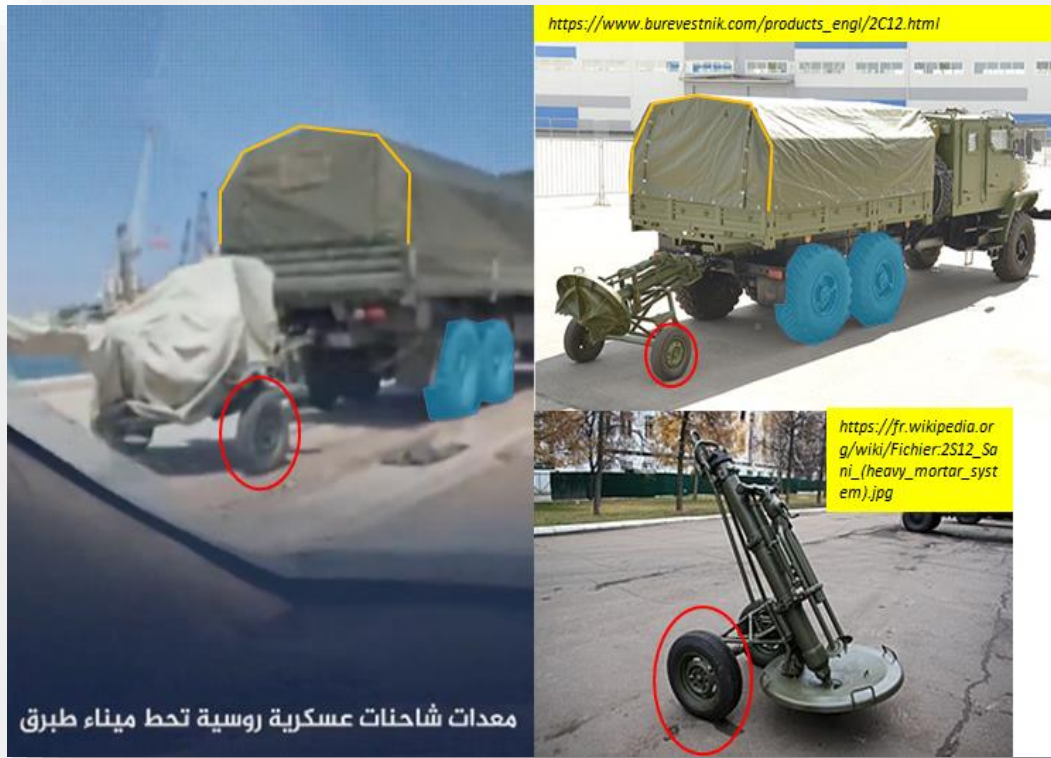 https://www.burevestnik.com/products_engl/2C12.html
https://fr.wikipedia.or
g/wiki/Fichier:2S12_Sa
ni_(heavy_mortar_syst
em).jpg
معدات شاحنات عسكرية روسية تحط ميناء طبرق